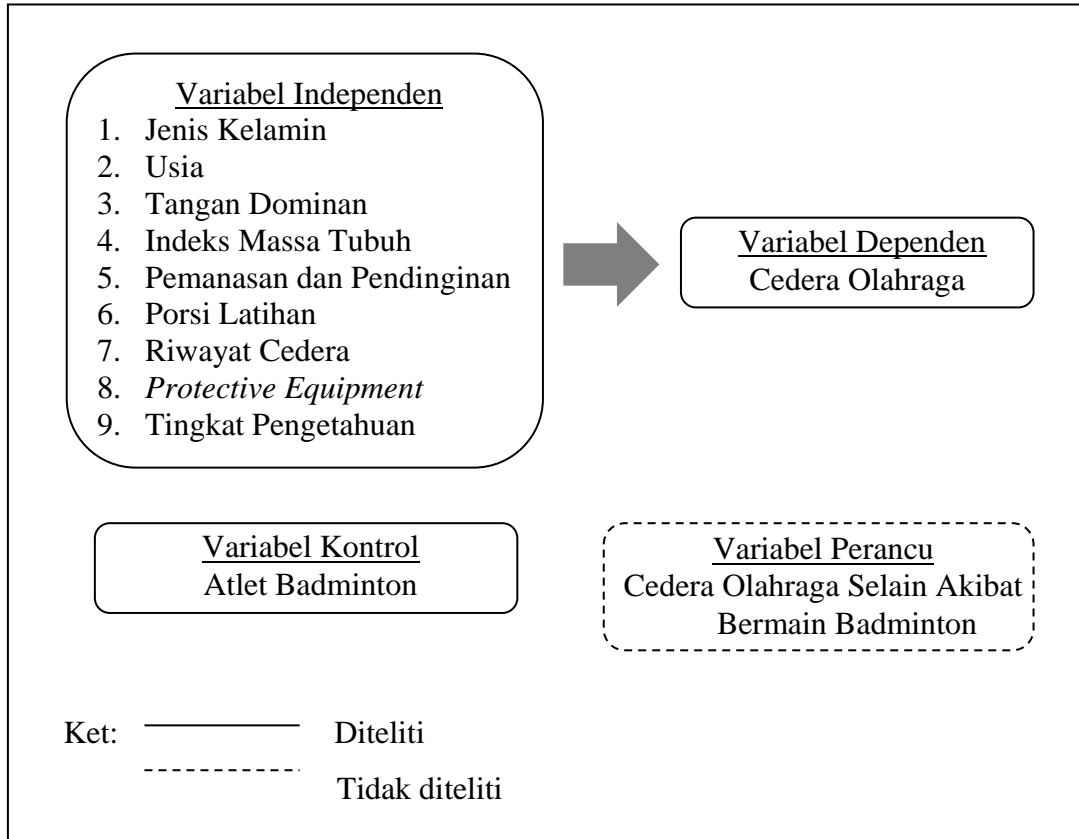 Variabel Independen
1. Jenis Kelamin
2. Usia
3. Tangan Dominan
4. Indeks Massa Tubuh
5. Pemanasan dan Pendinginan
6. Porsi Latihan
7. Riwayat Cedera
8. Protective Equipment
9. Tingkat Pengetahuan
Variabel Dependen
Cedera Olahraga
Variabel Kontrol
Atlet Badminton
Variabel Perancu
Cedera Olahraga Selain Akibat
Bermain Badminton
Ket: Diteliti
Tidak diteliti